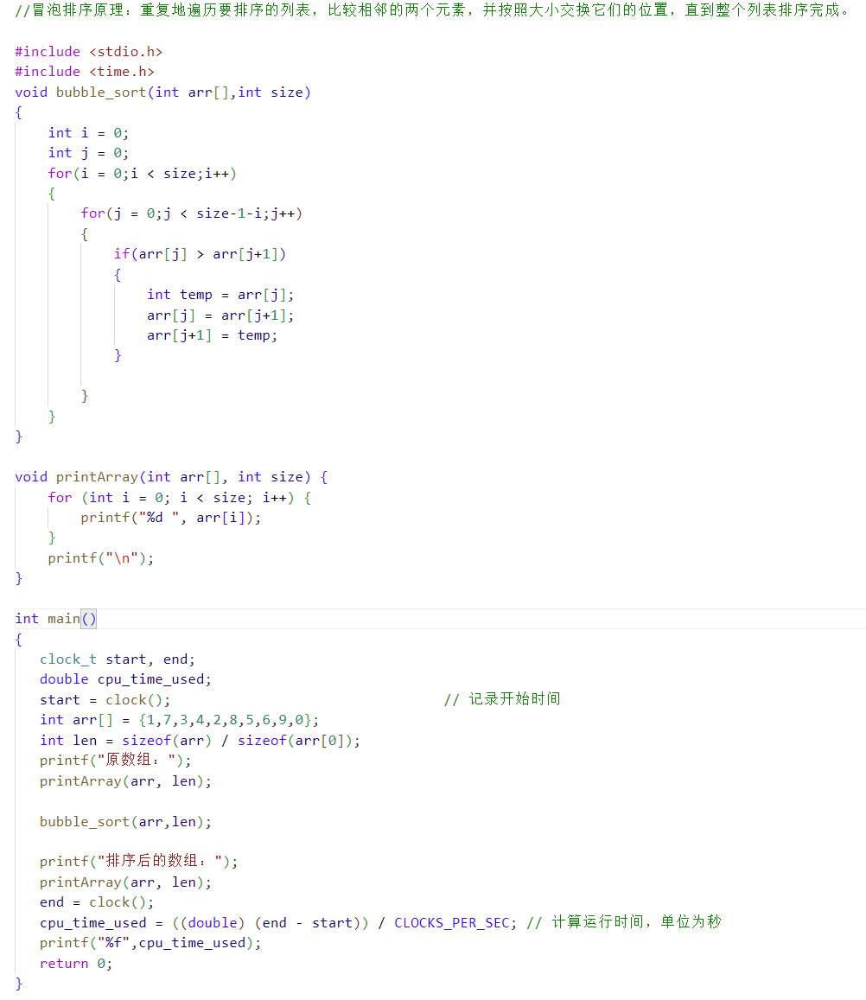 //冒泡排序原理：重复地遍历要排序的列表，比较相邻的两个元素，并按照大小交换它们的位置，直到整个列表排序完成。
#include <stdio.h>
#include <time.h>
void bubble_sort(int arr[],int size)
{
    int i = 0;
    int j = 0;
    for(i = 0;i < size;i++)
    {
        for(j = 0;j < size-1-i;j++)
        {
            if(arr[j] > arr[j+1])
            {
                int temp = arr[j];
                arr[j] = arr[j+1];
                arr[j+1] = temp;
            }
        }
    }
}
void printArray(int arr[], int size) {
    for (int i = 0; i < size; i++) {
        printf("%d ", arr[i]);
    }
    printf("\n");
}
int main()
{
   clock_t start, end;
   double cpu_time_used;
   start = clock();                                 // 记录开始时间
   int arr[] = {1,7,3,4,2,8,5,6,9,0};
   int len = sizeof(arr) / sizeof(arr[0]);
   printf("原数组：");
   printArray(arr, len);
   bubble_sort(arr,len);
   printf("排序后的数组：");
   printArray(arr, len);
   end = clock();
   cpu_time_used = ((double) (end - start)) / CLOCKS_PER_SEC; // 计算运行时间，单位为秒
   printf("%f",cpu_time_used);
   return 0;
}